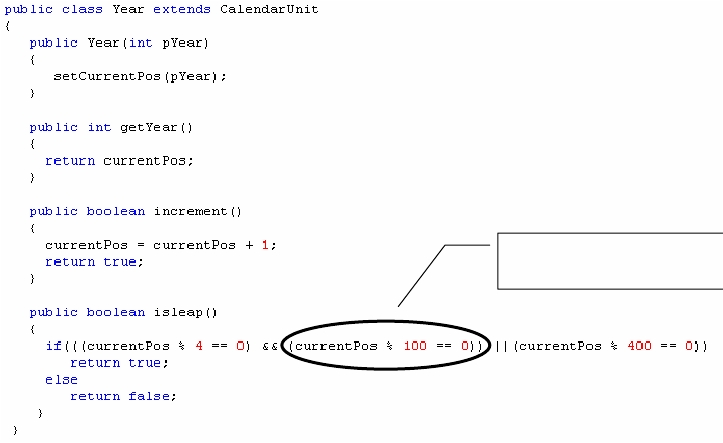 public class Year extends CalendarUnit
{
public Year(int pYear)
{
setCurrentPos(pYear);
}
public int getYear()
{
return currentPos;
}
public boolean increment()
{
currentPos = currentPos + 1;
return true;
}
public boolean isleap()
{
if(((currentPos % 4 == 0) && (currentPos % 100 == 0)) || (currentPos % 400 == 0))
return true;
else
return false;
}
}